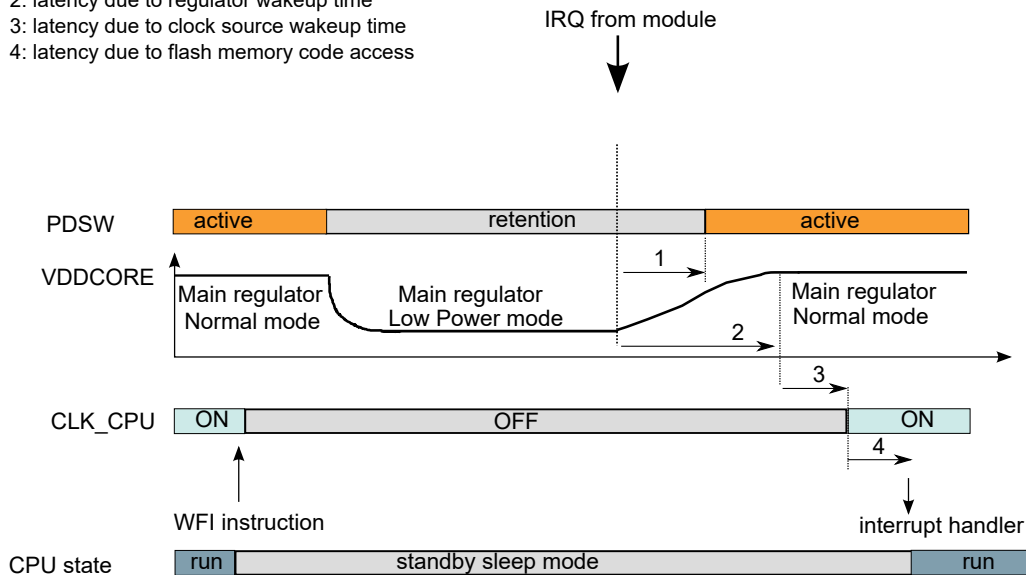 2: latency due to regulator wakeup time
3: latency due to clock source wakeup time
4: latency due to flash memory code access
IRQ from module
PDSW
active
retention
active
1
VDDCORE
Main regulator
Normal mode
Main regulator
Low Power mode
Main regulator
Normal mode
2
3
CLK_CPU
ON
OFF
ON
4
WFI instruction
interrupt handler
CPU state
run
standby sleep mode
run